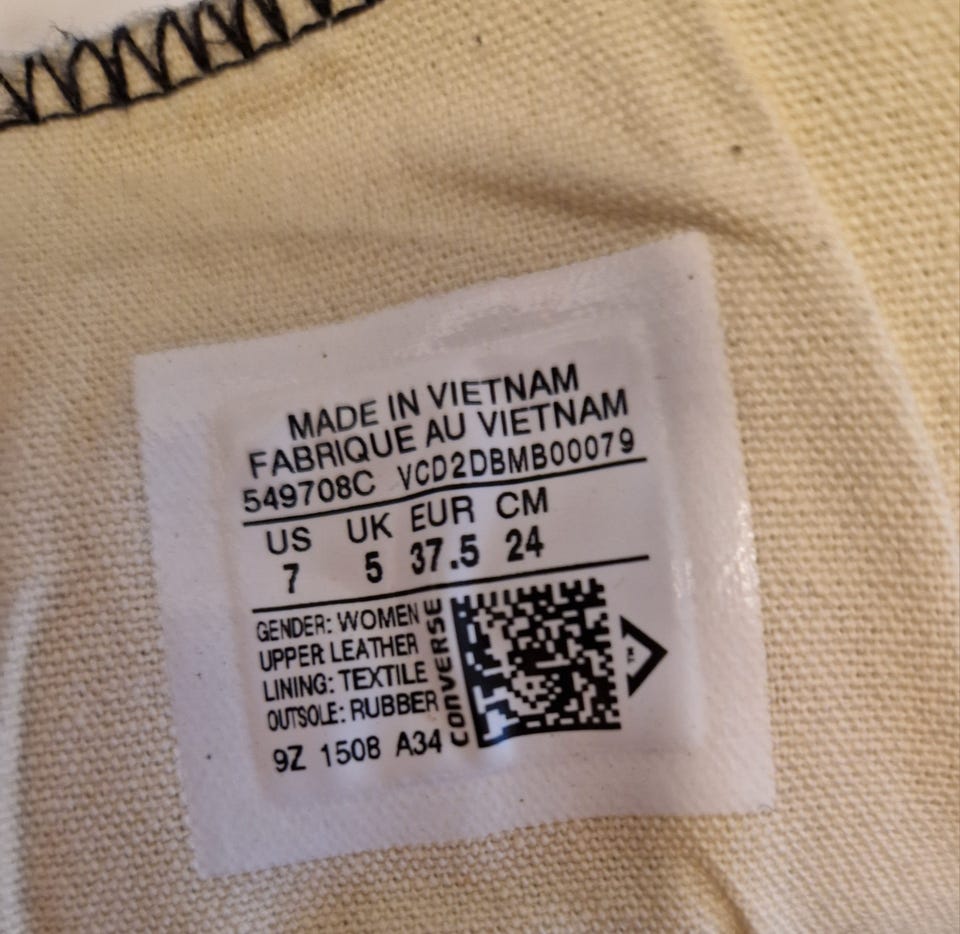 MADE IN VIETNAM
FABRIQUE AU VIETNAM
549708C VCD2DBMB00079
US UK EUR CM
7 5 37.5 24
GENDER: WOMEN
UPPER LEATHER
LINING: TEXTILE
OUTSOLE: RUBBER
9Z 1508 A34
CONVERSE
TM